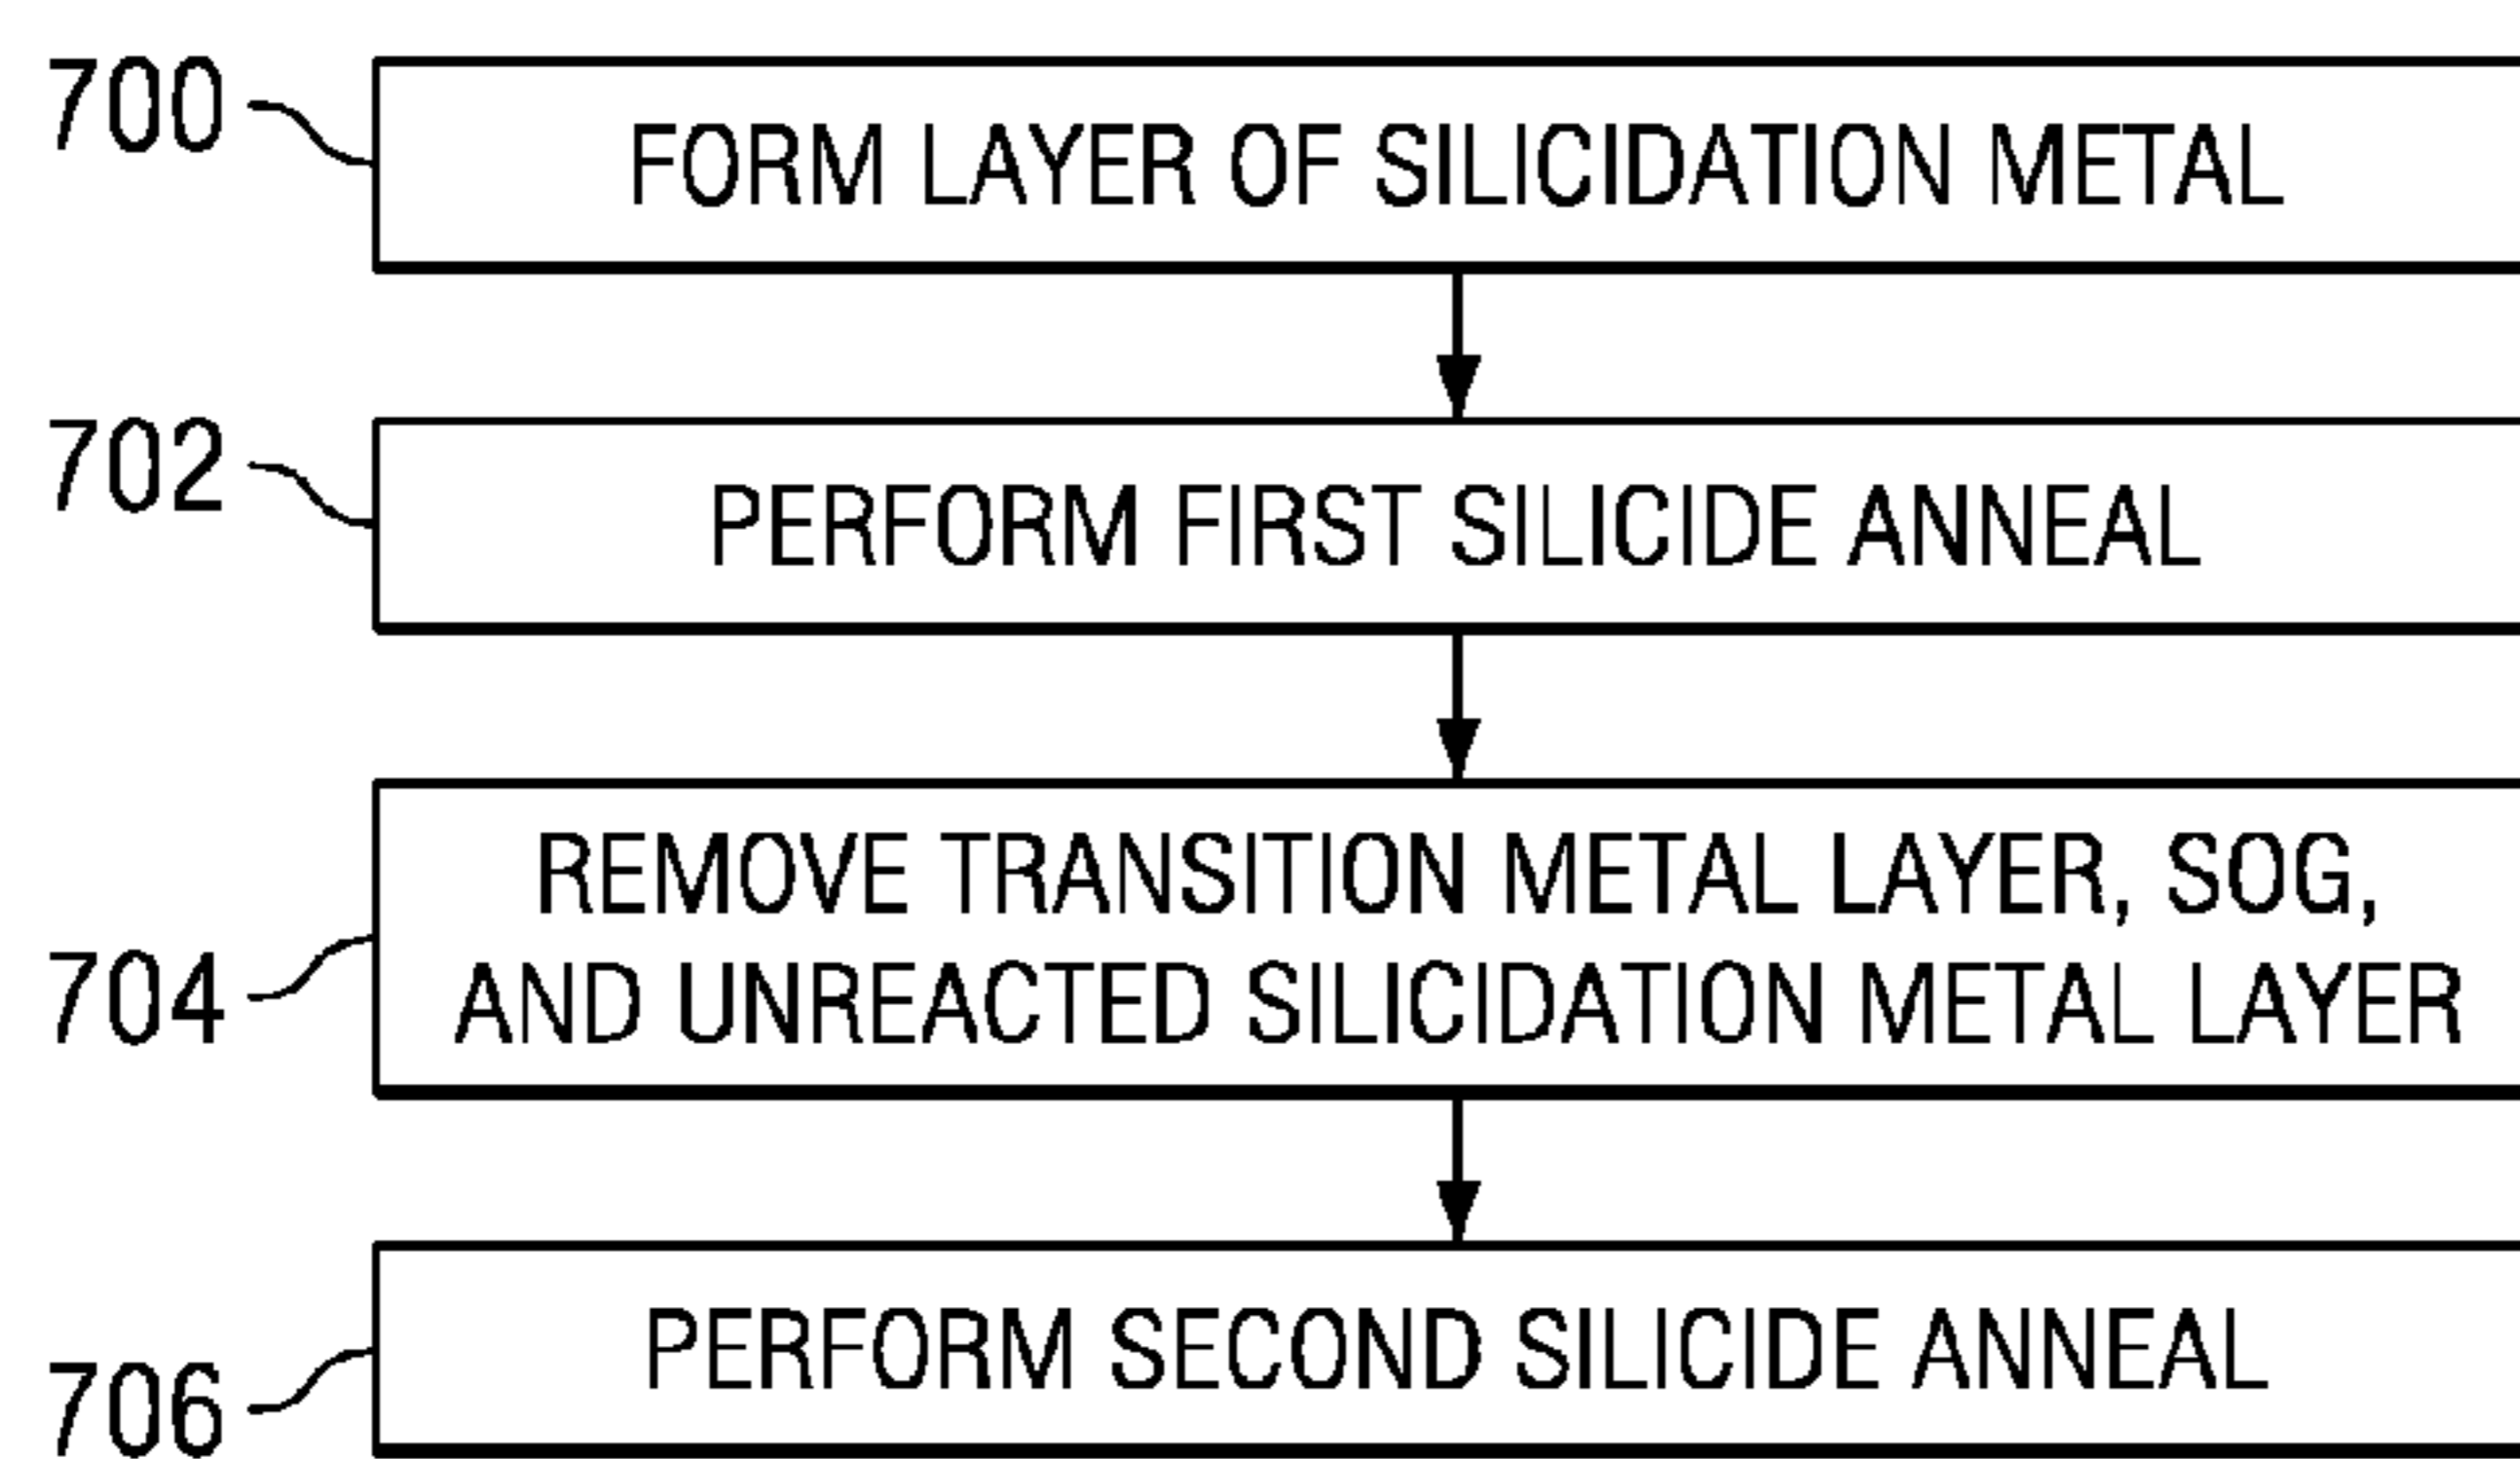 700
FORM LAYER OF SILICIDATION METAL
702
PERFORM FIRST SILICIDE ANNEAL
REMOVE TRANSITION METAL LAYER, SOG,
704
AND UNREACTED SILICIDATION METAL LAYER
PERFORM SECOND SILICIDE ANNEAL
706